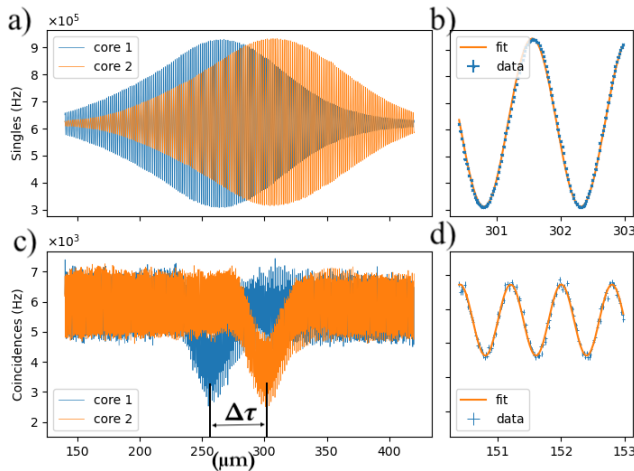 a)
×10⁵
core 1
core 2
Singles (Hz)
9
8
7
6
5
4
3
b)
fit
data
301
302
303
c)
×10³
Coincidences (Hz)
7
6
5
4
3
2
core 1
core 2
Δτ
150
200
250
300
350
400
(μm)
d)
fit
data
151
152
153